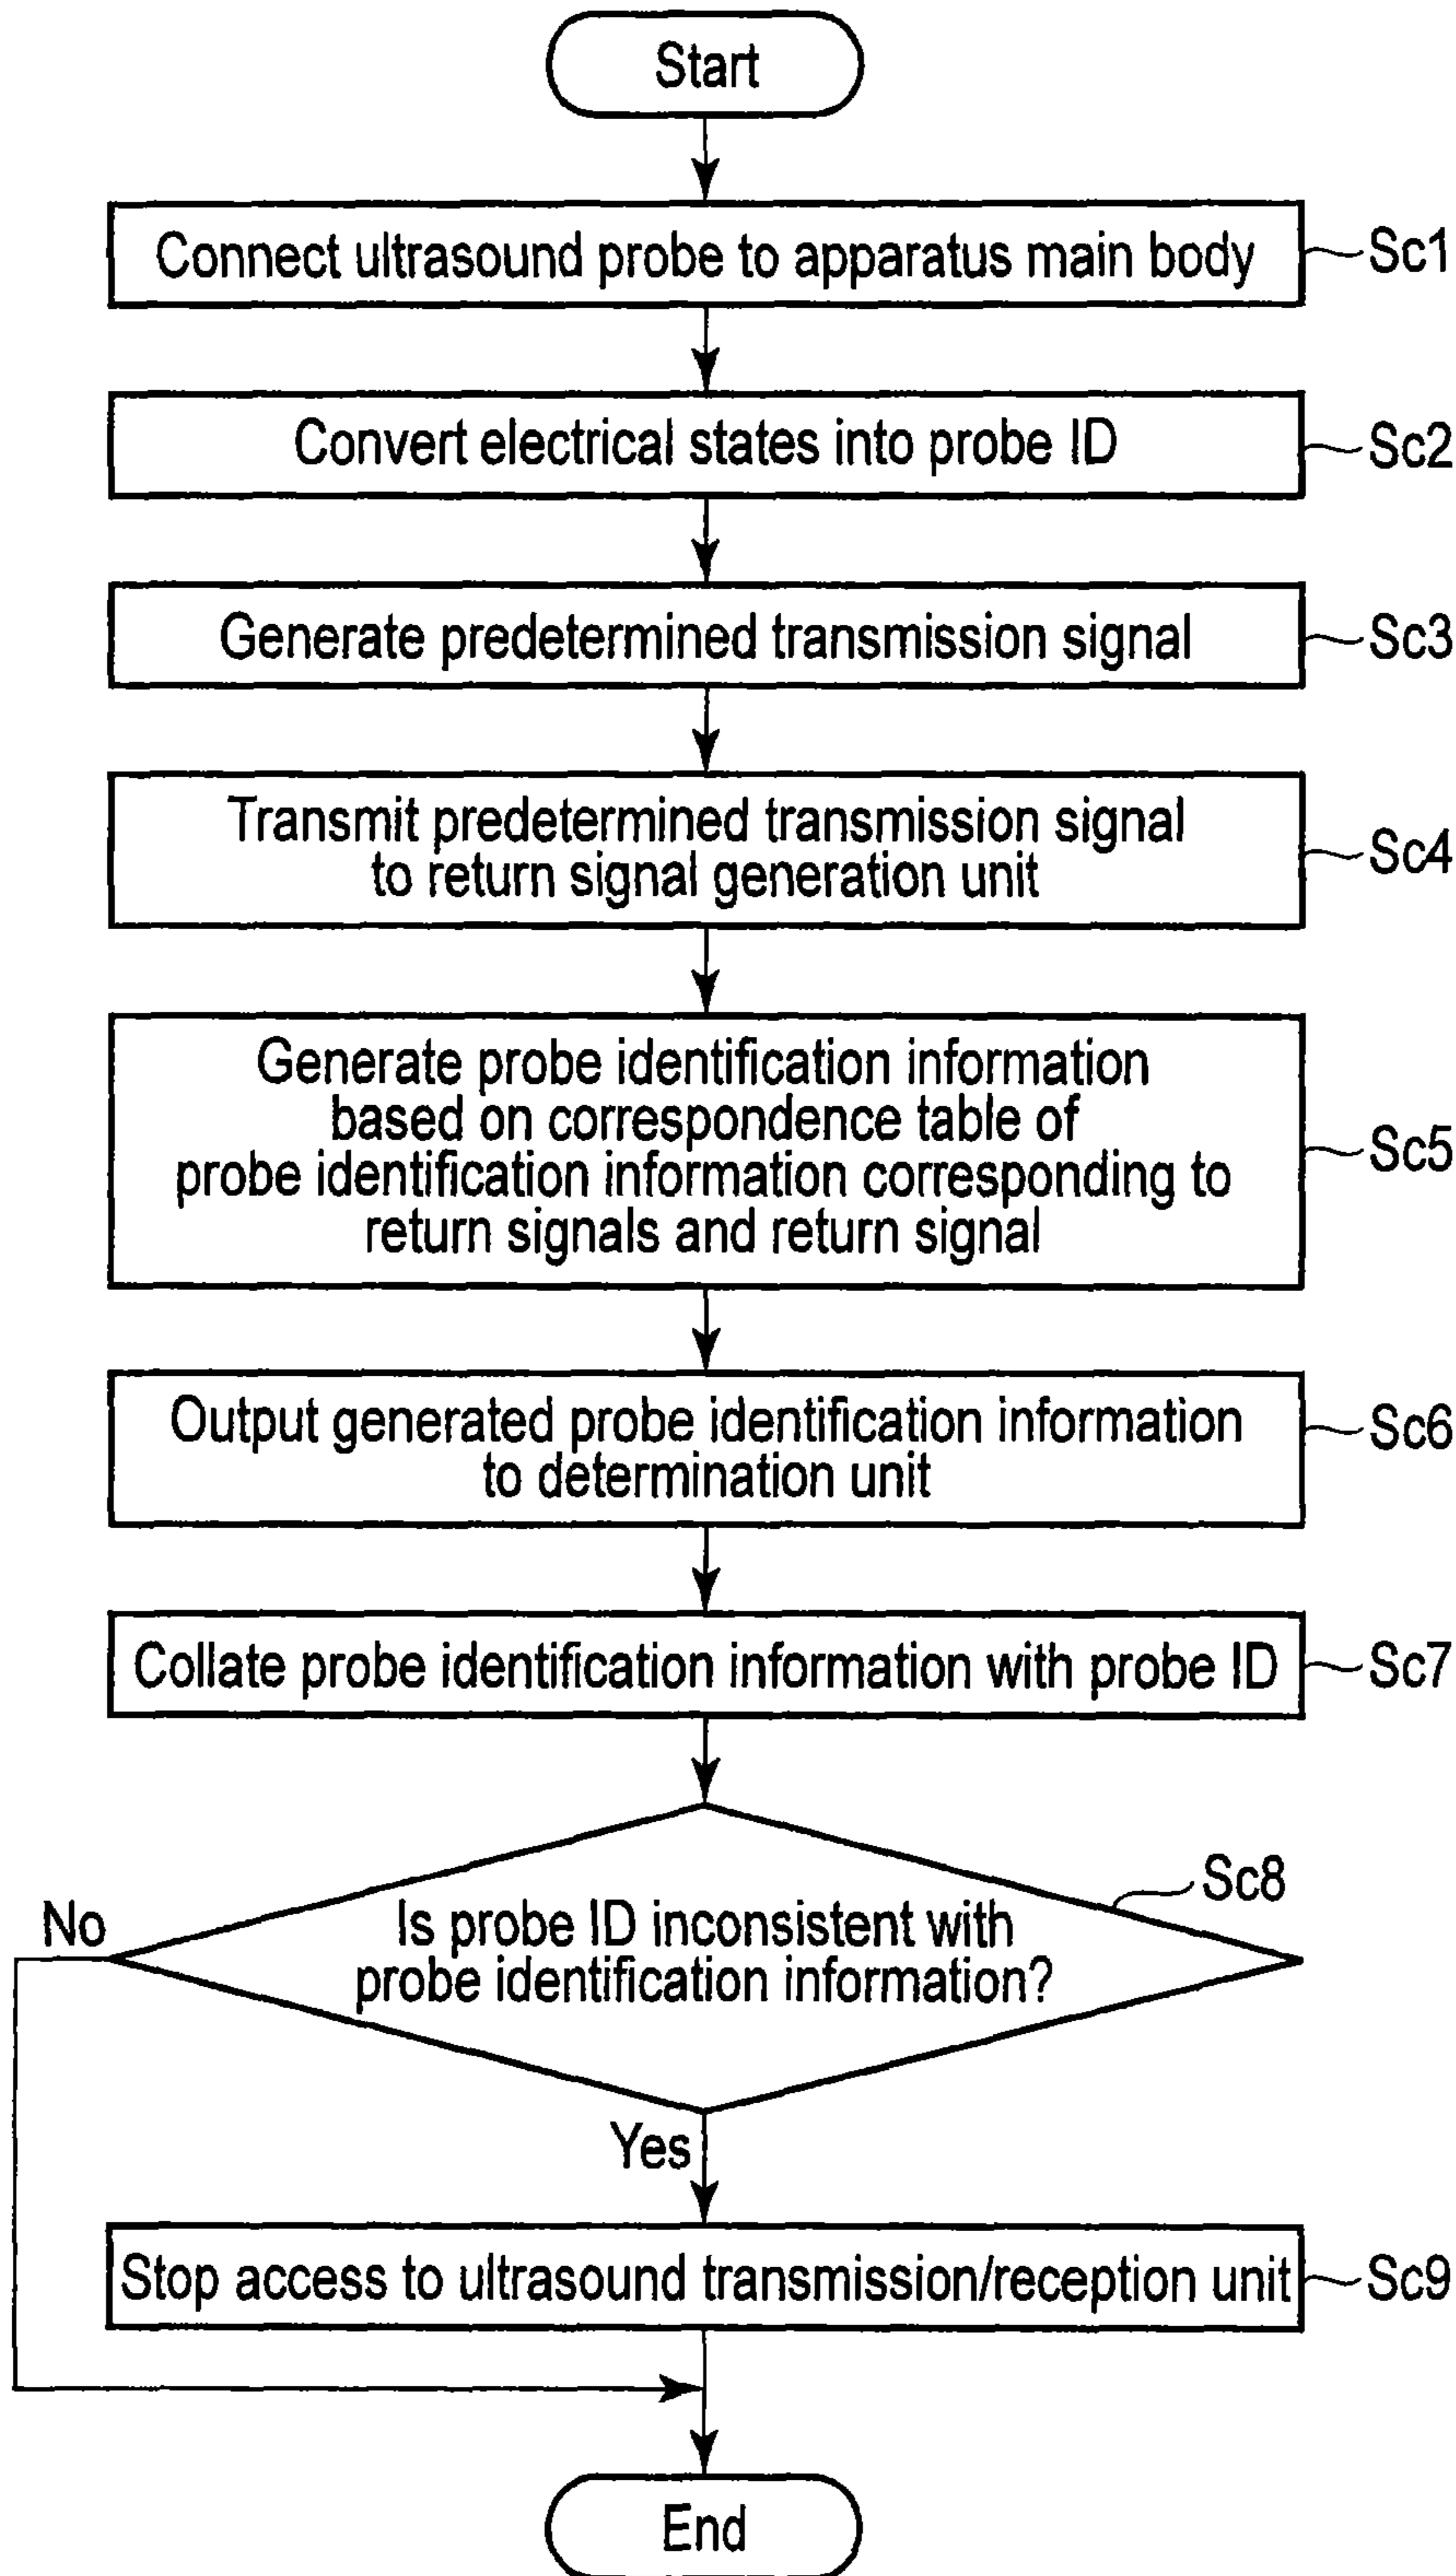 Start
Connect ultrasound probe to apparatus main body
Sc1
Convert electrical states into probe ID
Sc2
Generate predetermined transmission signal
Sc3
Transmit predetermined transmission signal
to return signal generation unit
Sc4
Generate probe identification information
based on correspondence table of
probe identification information corresponding to
return signals and return signal
Sc5
Output generated probe identification information
to determination unit
Sc6
Collate probe identification information with probe ID
Sc7
Sc8
No
Is probe ID inconsistent with
probe identification information?
Yes
Stop access to ultrasound transmission/reception unit
Sc9
End